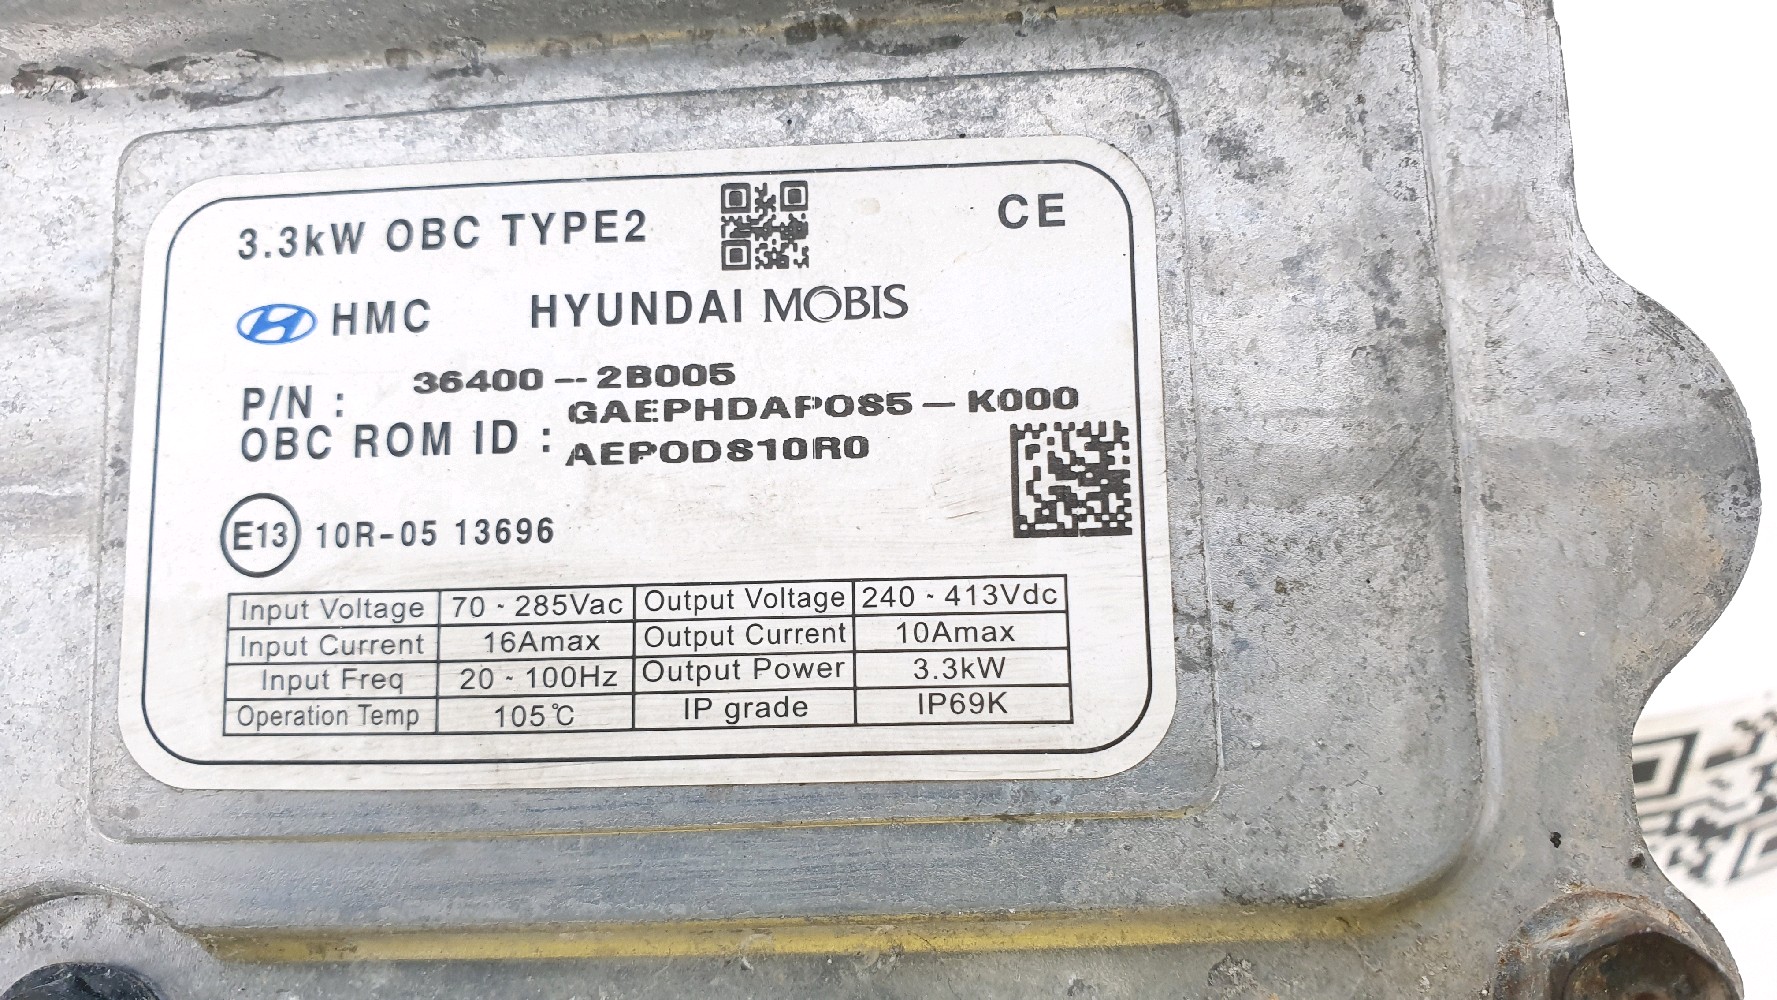 3.3kW OBC TYPE2
CE
HMC HYUNDAI MOBIS
P/N : 36400--2B005
OBC ROM ID : GAEPHDAP085-K000
AEPODS10R0
E13 10R-05 13696
Input Voltage 70 - 285Vac Output Voltage 240 - 413Vdc
Input Current 16Amax Output Current 10Amax
Input Freq 20 - 100Hz Output Power 3.3kW
Operation Temp 105℃ IP grade IP69K